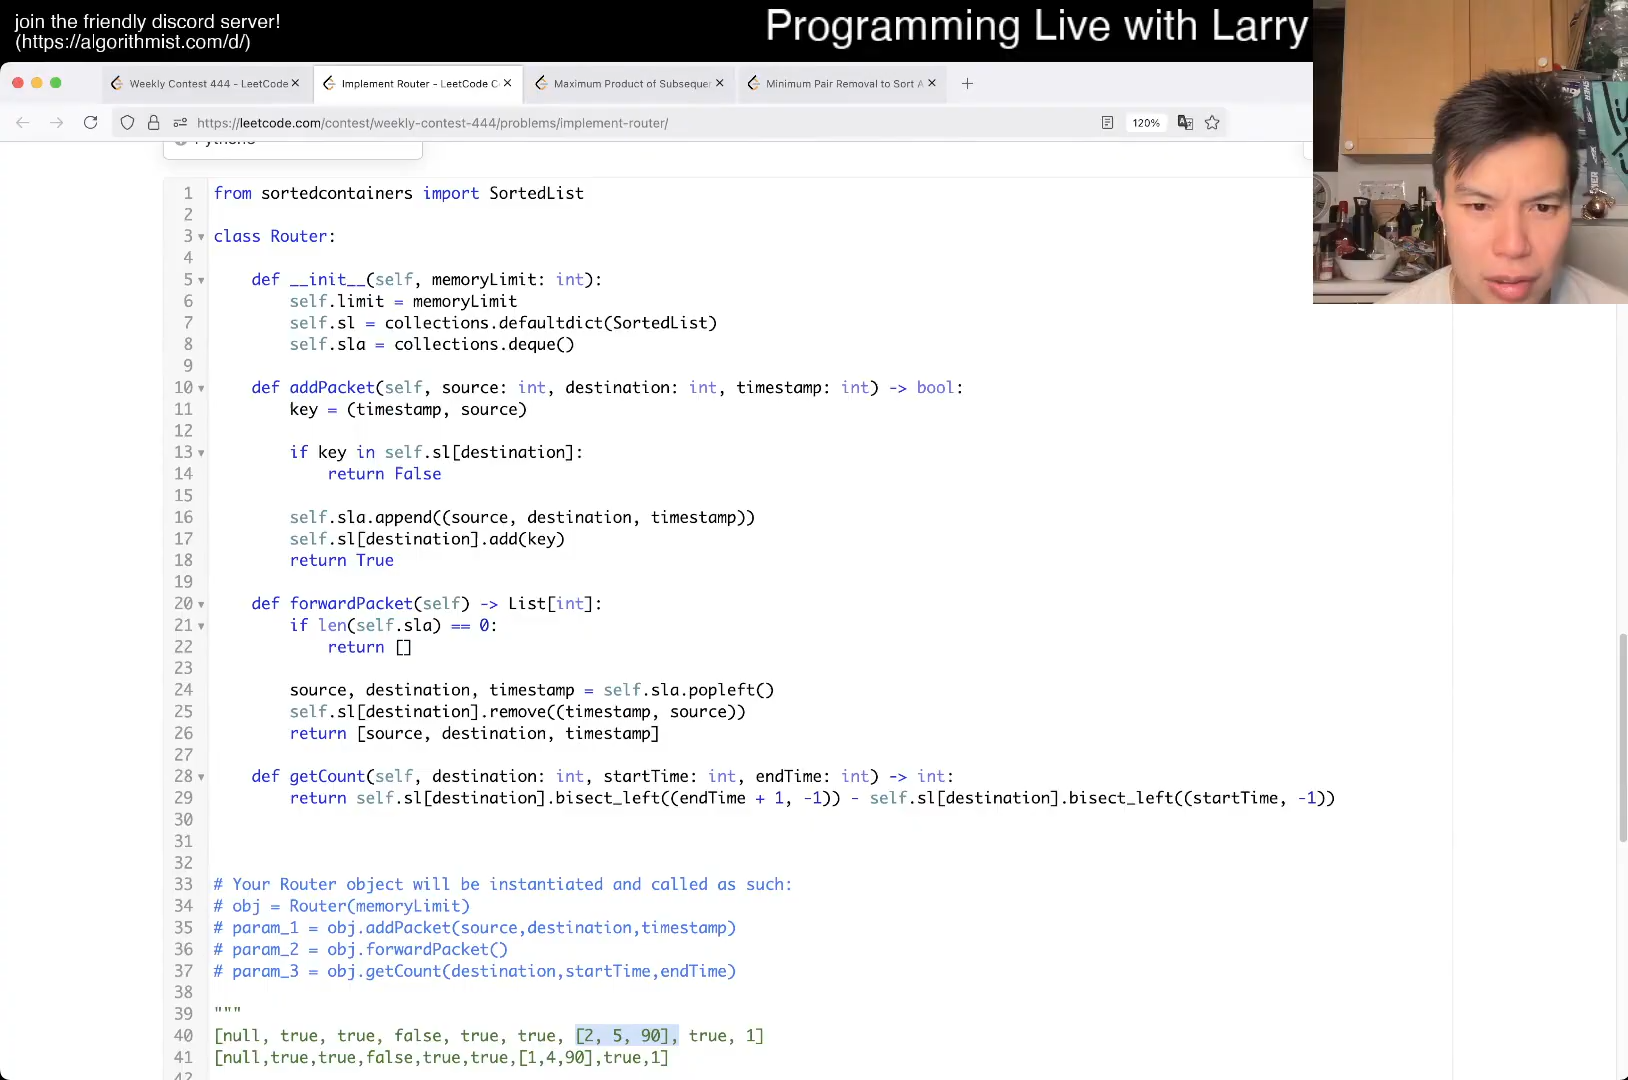 join the friendly discord server!
(https://algorithmist.com/d/)
Programming Live with Larry
Weekly Contest 444 - LeetCode
Implement Router - LeetCode C
Maximum Product of Subsequen
Minimum Pair Removal to Sort A
https://leetcode.com/contest/weekly-contest-444/problems/implement-router/
120%
1 from sortedcontainers import SortedList
2
3 class Router:
4
5 def __init__(self, memoryLimit: int):
6 self.limit = memoryLimit
7 self.sl = collections.defaultdict(SortedList)
8 self.sla = collections.deque()
9
10 def addPacket(self, source: int, destination: int, timestamp: int) -> bool:
11 key = (timestamp, source)
12
13 if key in self.sl[destination]:
14 return False
15
16 self.sla.append((source, destination, timestamp))
17 self.sl[destination].add(key)
18 return True
19
20 def forwardPacket(self) -> List[int]:
21 if len(self.sla) == 0:
22 return []
23
24 source, destination, timestamp = self.sla.popleft()
25 self.sl[destination].remove((timestamp, source))
26 return [source, destination, timestamp]
27
28 def getCount(self, destination: int, startTime: int, endTime: int) -> int:
29 return self.sl[destination].bisect_left((endTime + 1, -1)) - self.sl[destination].bisect_left((startTime, -1))
30
31
32
33 # Your Router object will be instantiated and called as such:
34 # obj = Router(memoryLimit)
35 # param_1 = obj.addPacket(source,destination,timestamp)
36 # param_2 = obj.forwardPacket()
37 # param_3 = obj.getCount(destination,startTime,endTime)
38
39 """
40 [null, true, true, false, true, true, [2, 5, 90], true, 1]
41 [null,true,true,false,true,true,[1,4,90],true,1]